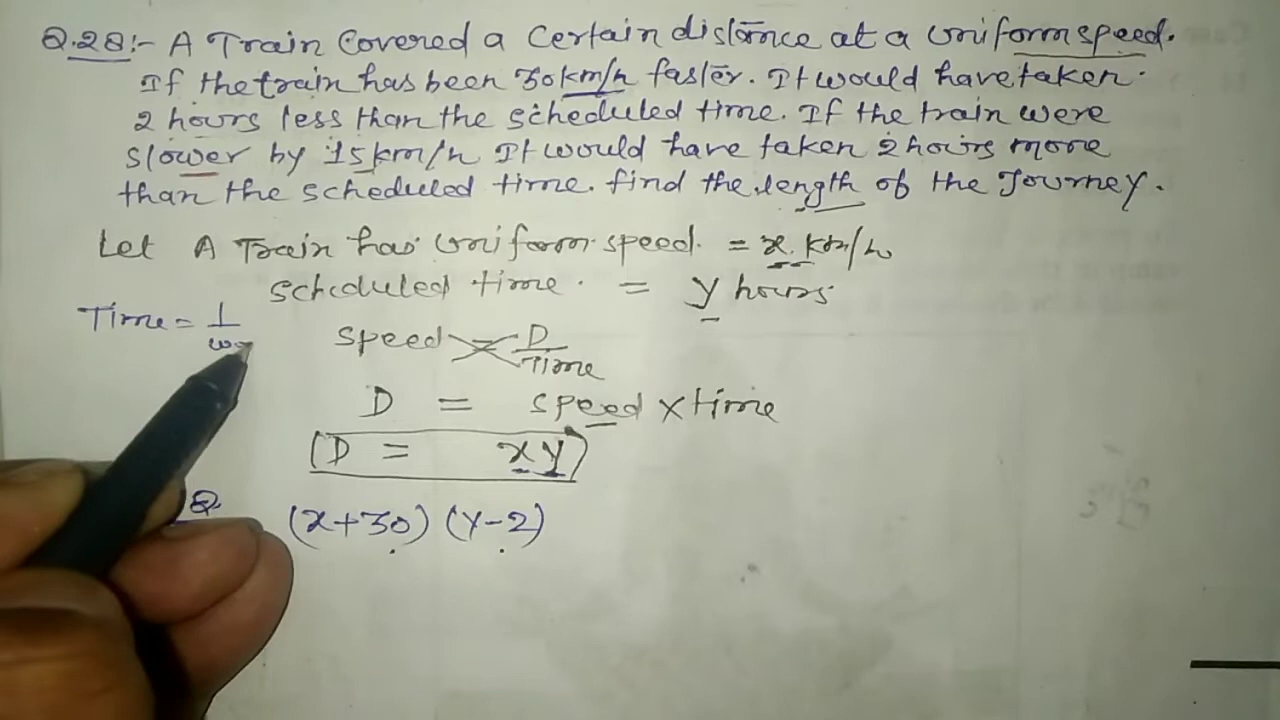 Q.28:- A Train Covered a Certain distance at a Uniform speed.
If the train has been 30km/h faster. It would have taken.
2 hours less than the scheduled time. If the train were
slower by 15km/h It would have taken 2 hours more
than the scheduled time. find the length of the Journey.
Let A Train has Uniform speed. = x. km/h
Scheduled time. = y hours
Time = 1
Speed = D/Time
D = speed x time
(D = xy)
Q (x+30) (y-2)